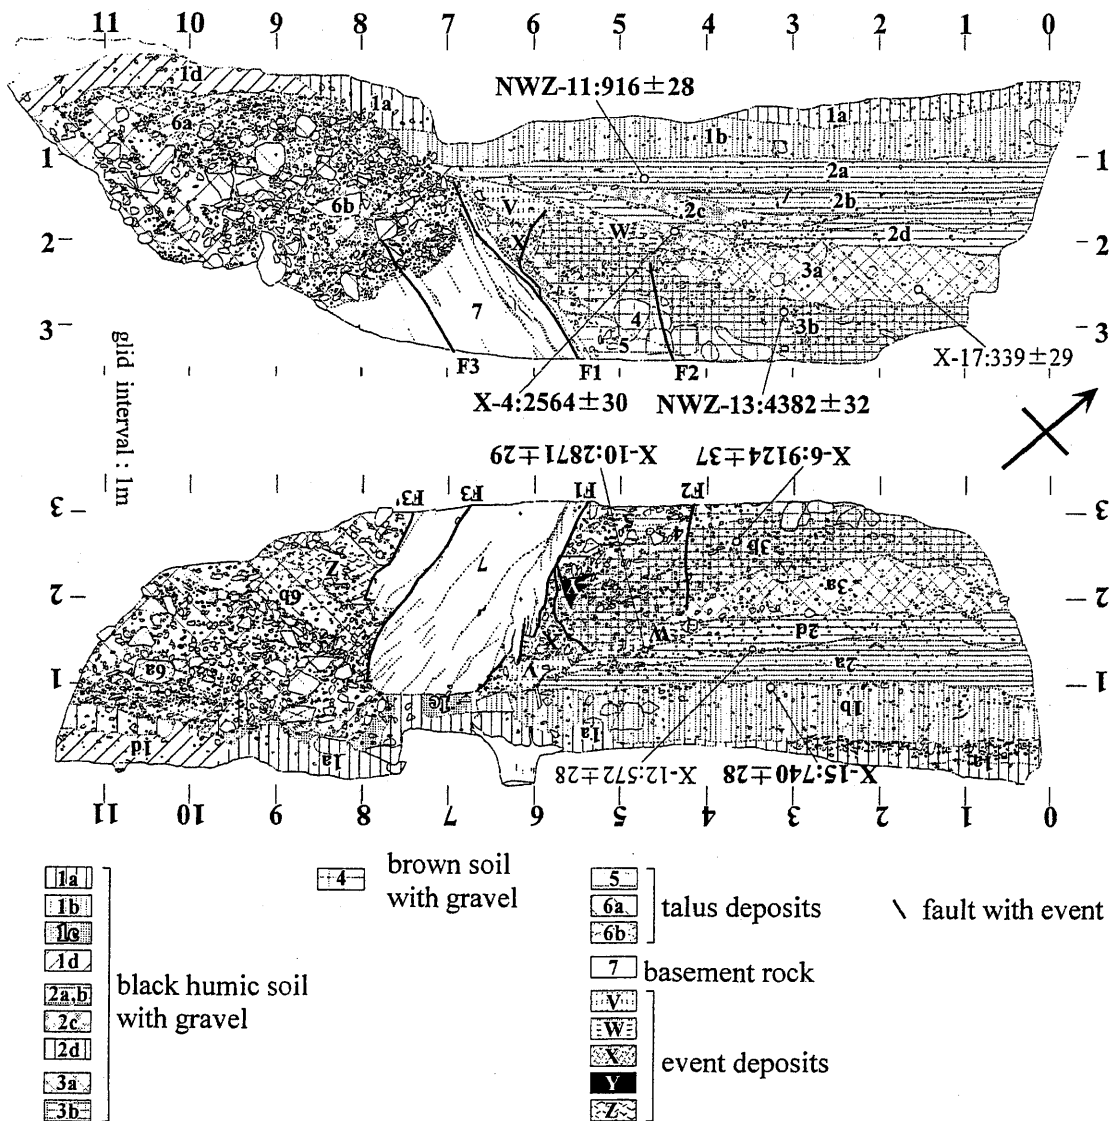 11 10 9 8 7 6 5 4 3 2 1 0
1d
NWZ-11:916±28
1a
1a
6a
1b
1 1
2a
6b
V 2c 2b
X W 2d
2 2
3a
7 4
3b
3 5 3
F3 F1 F2
X-17:339±29
X-4:2564±30 NWZ-13:4382±32
glid interval : 1m
X-10:2871±29 X-6:9124±37
F3' F3 F1 F2
3 3
5 4
Z 7 3b
Y 3a
2 6b 2
X W 2d
6a V 2a
1 1
1c 1b
1d 1a 1a 1a
X-12:572±28 X-15:740±28
11 10 9 8 7 6 5 4 3 2 1 0
1a
1b
1c
1d
2a,b
2c
2d
3a
3b
black humic soil
with gravel
4
brown soil
with gravel
5
6a
6b
talus deposits
7 basement rock
V
W
X
Y
Z
event deposits
fault with event